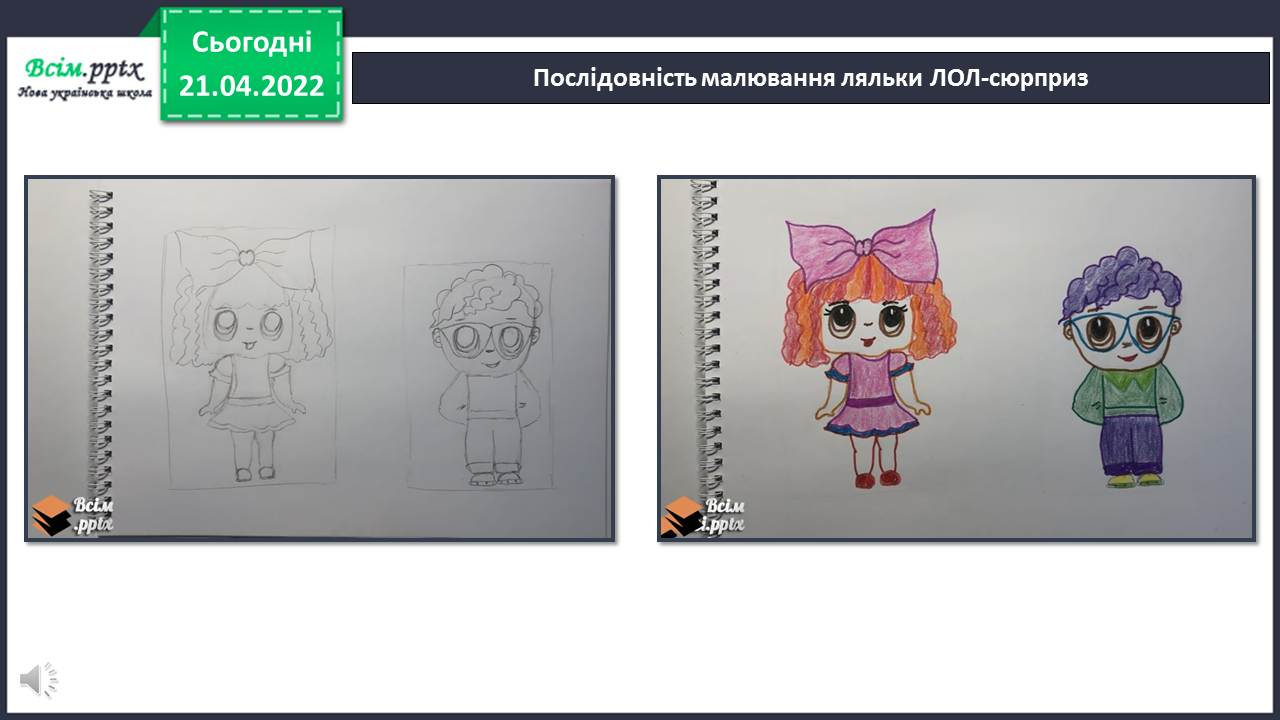 Всім.pptx
Нова українська школа
Сьогодні
21.04.2022
Послідовність малювання ляльки ЛОЛ-сюрприз
Всім
.pptx
Всім
.pptx